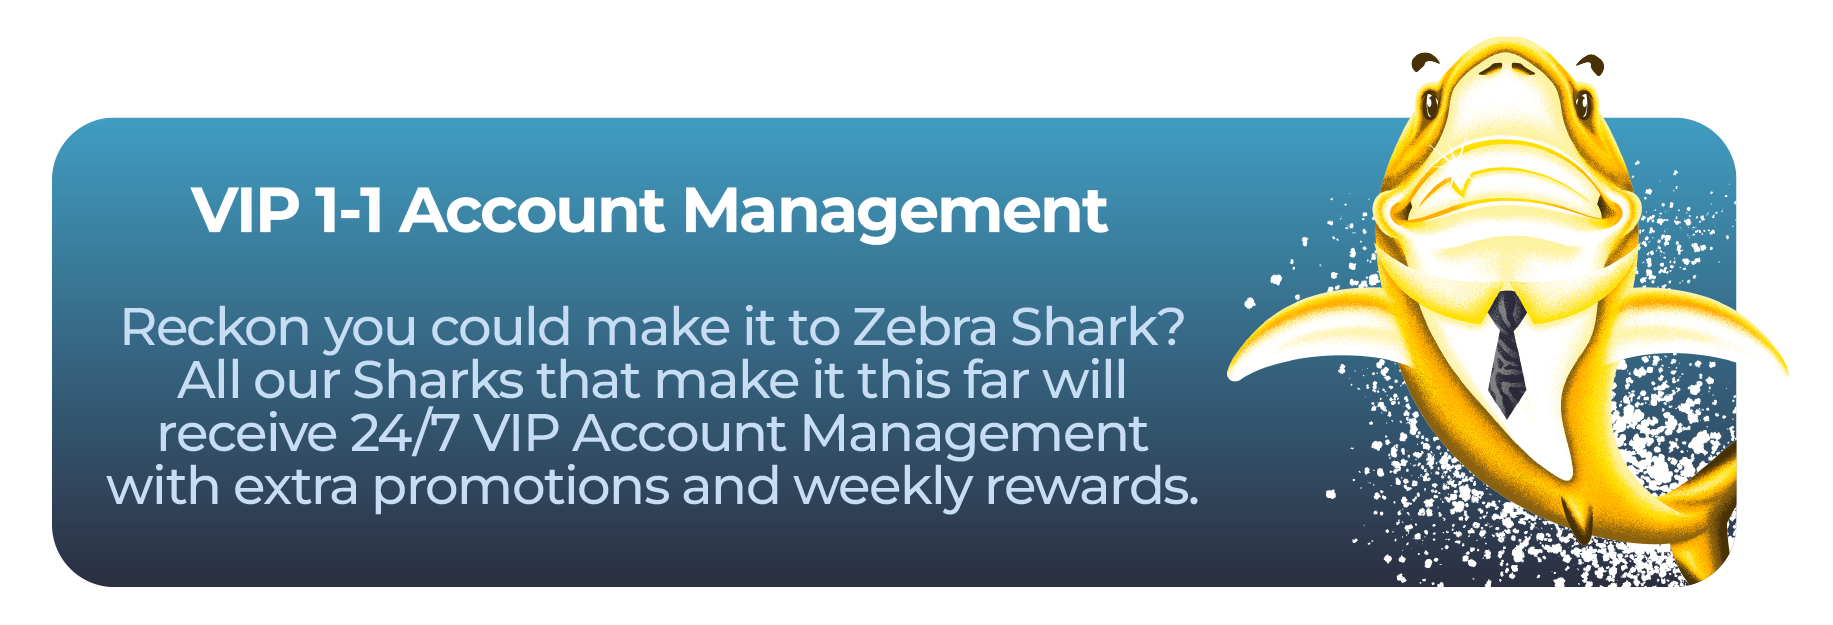 VIP 1-1 Account Management
Reckon you could make it to Zebra Shark?
All our Sharks that make it this far will
receive 24/7 VIP Account Management
with extra promotions and weekly rewards.